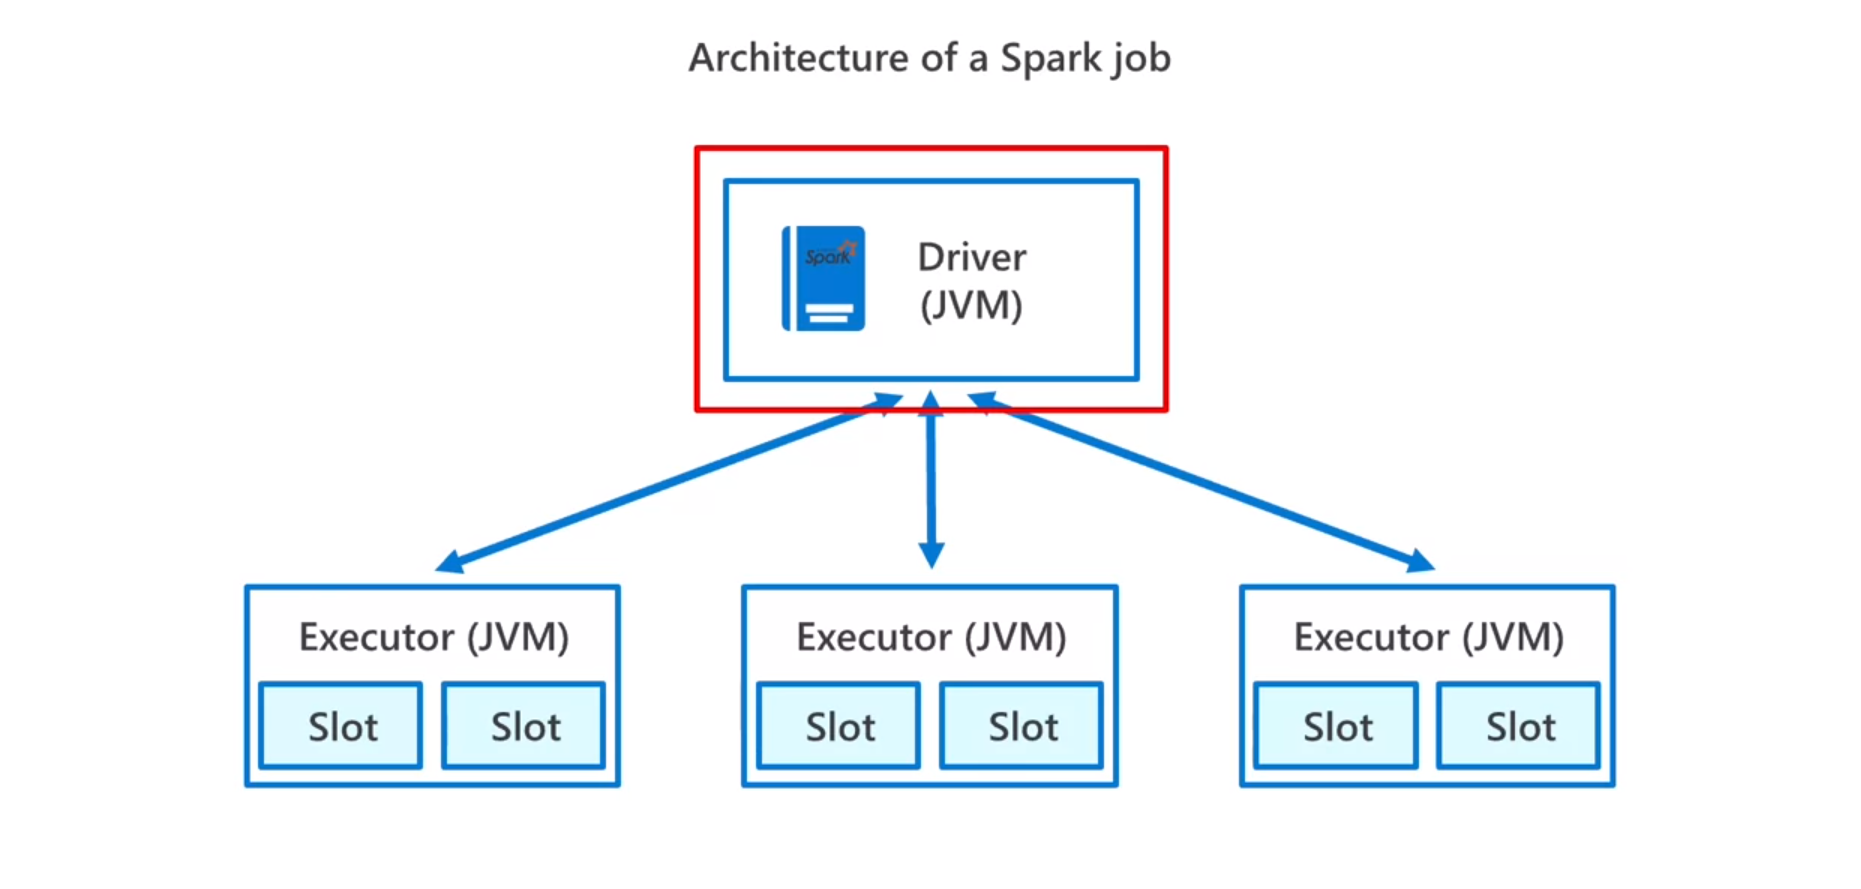 Architecture of a Spark job
Spark
Driver
(JVM)
Executor (JVM)
Slot
Slot
Executor (JVM)
Slot
Slot
Executor (JVM)
Slot
Slot